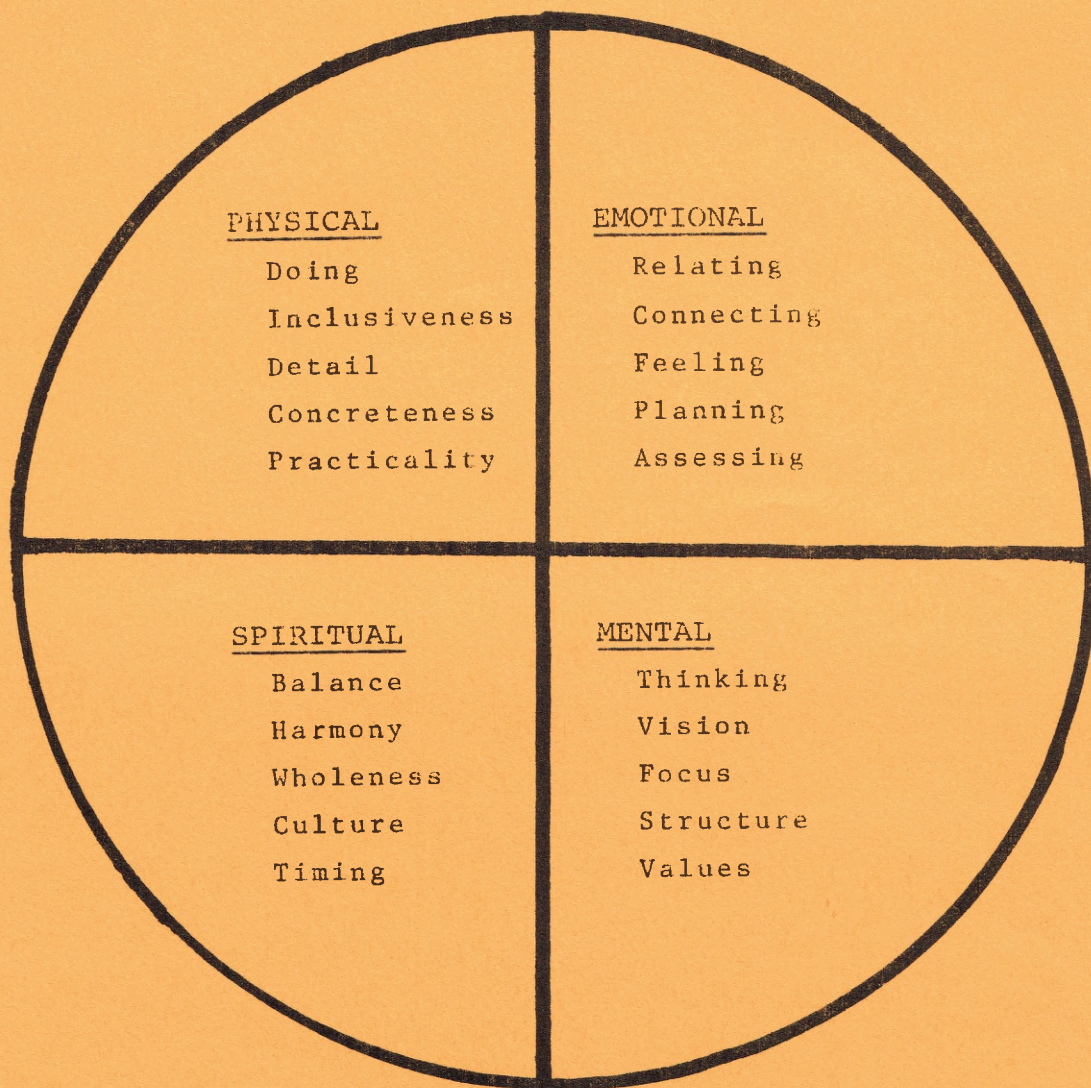 PHYSICAL
Doing
Inclusiveness
Detail
Concreteness
Practicality
EMOTIONAL
Relating
Connecting
Feeling
Planning
Assessing
SPIRITUAL
Balance
Harmony
Wholeness
Culture
Timing
MENTAL
Thinking
Vision
Focus
Structure
Values